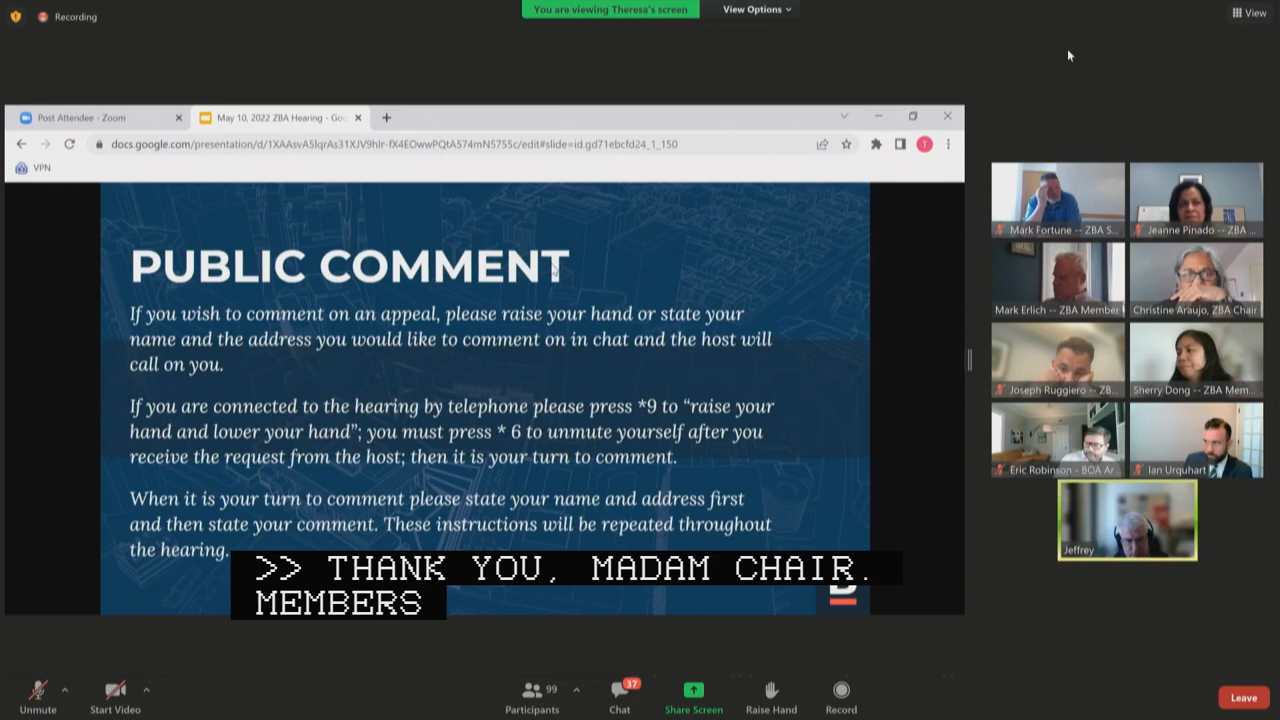 Recording
You are viewing Theresa's screen
View Options
View
Post Attendee - Zoom
May 10, 2022 ZBA Hearing - Goo
docs.google.com/presentation/d/1XAAsvA5lqrAs31XJV9hIr-fX4EOwwPQtA574mN5755c/edit#slide=id.gd71ebcfd24_1_150
T
VPN
PUBLIC COMMENT
If you wish to comment on an appeal, please raise your hand or state your
name and the address you would like to comment on in chat and the host will
call on you.
If you are connected to the hearing by telephone please press *9 to “raise your
hand and lower your hand”; you must press * 6 to unmute yourself after you
receive the request from the host; then it is your turn to comment.
When it is your turn to comment please state your name and address first
and then state your comment. These instructions will be repeated throughout
the hearing.
>> THANK YOU, MADAM CHAIR.
MEMBERS
B
Mark Fortune -- ZBA S...
Jeanne Pinado -- ZBA ...
Mark Erlich -- ZBA Member
Christine Araujo, ZBA Chair
Joseph Ruggiero -- ZB...
Sherry Dong -- ZBA Mem...
Eric Robinson - BOA Ar...
Ian Urquhart
Jeffrey
Unmute
Start Video
99
Participants
37
Chat
Share Screen
Raise Hand
Record
Leave